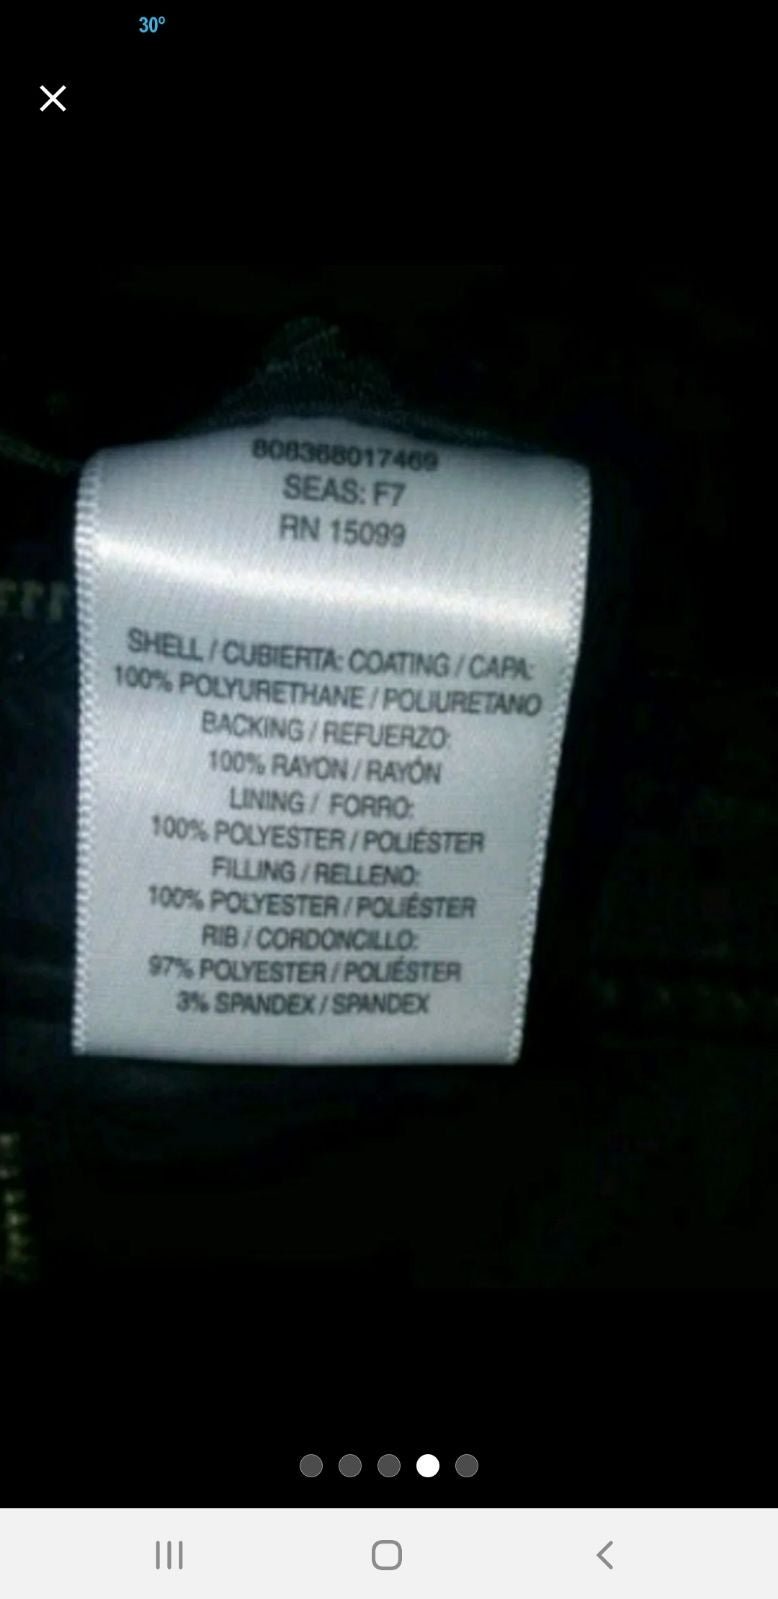 30°
808368017469
SEAS: F7
RN 15099
SHELL / CUBIERTA: COATING / CAPA:
100% POLYURETHANE / POLIURETANO
BACKING / REFUERZO:
100% RAYON / RAYÓN
LINING / FORRO:
100% POLYESTER / POLIÉSTER
FILLING / RELLENO:
100% POLYESTER / POLIÉSTER
RIB / CORDONCILLO:
97% POLYESTER / POLIÉSTER
3% SPANDEX / SPANDEX